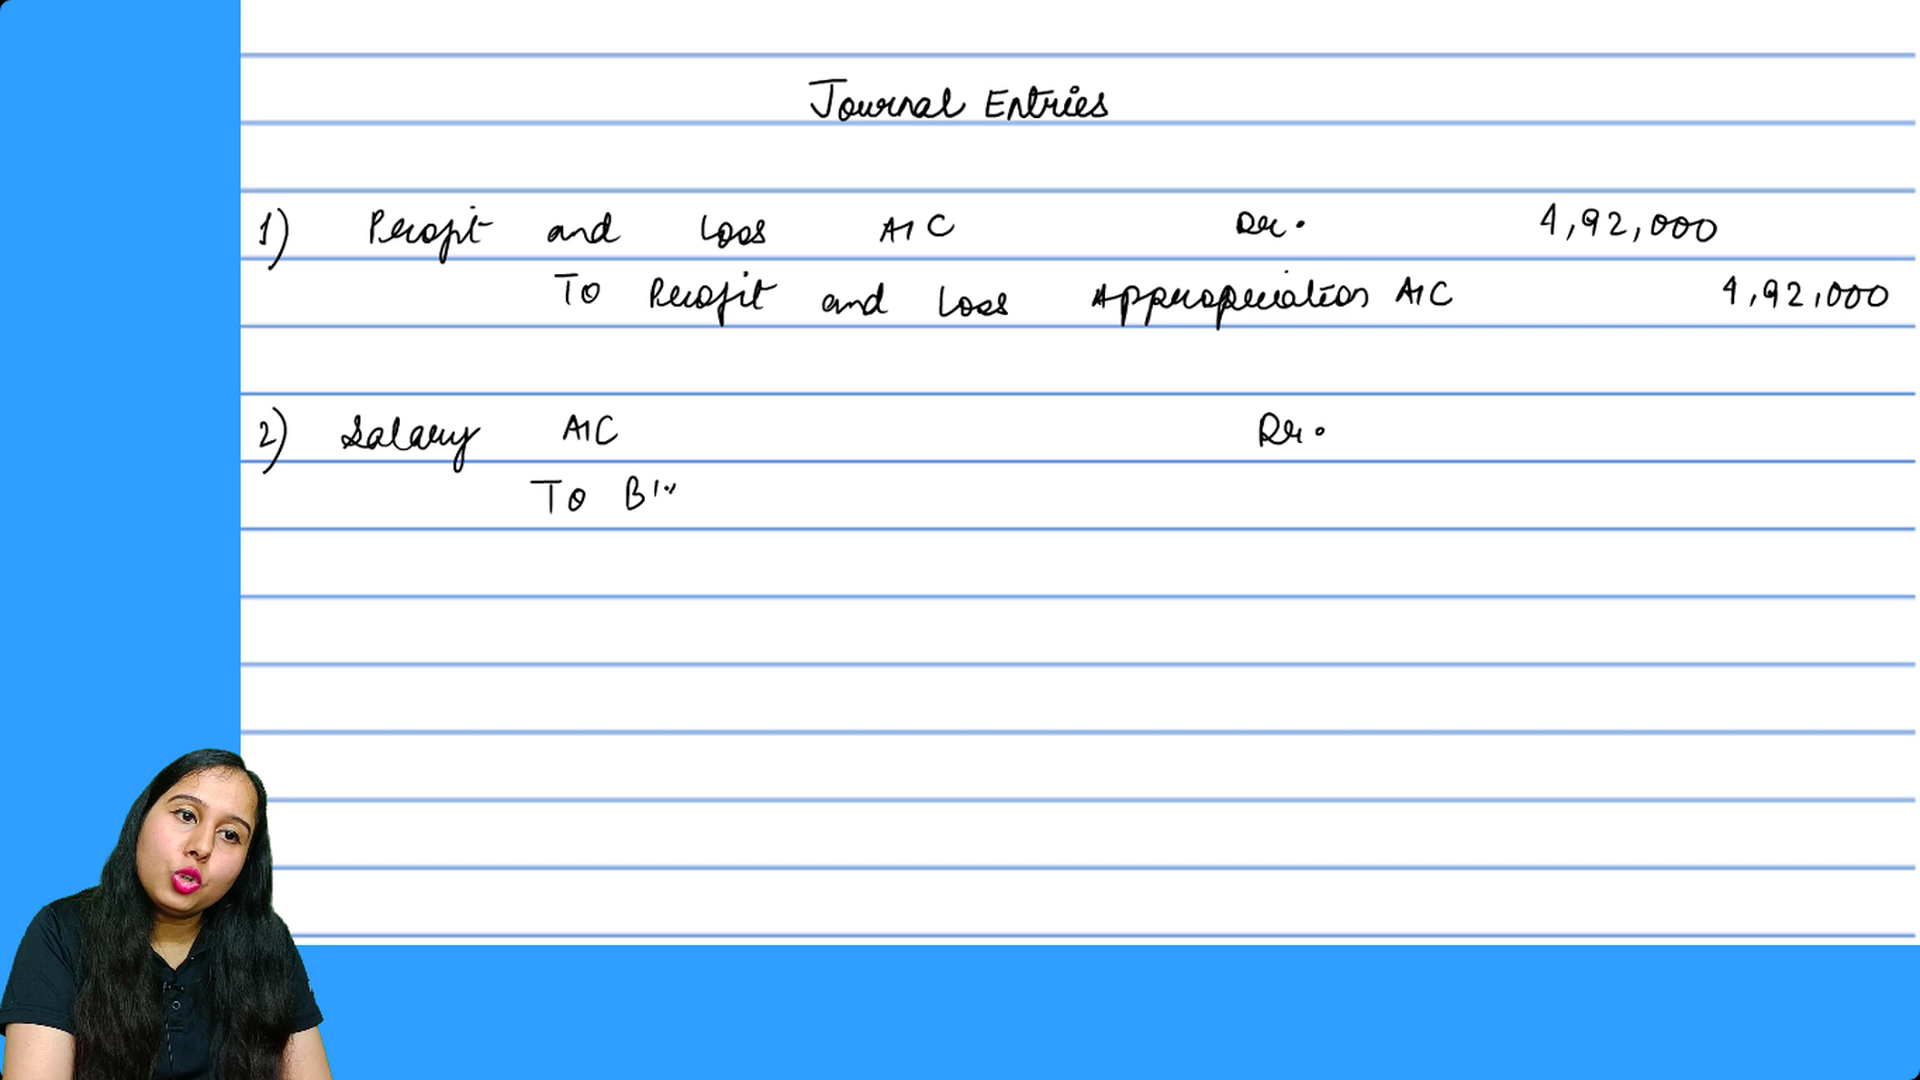 Journal Entries
1) Profit and Loss A/C Dr. 4,92,000
To Profit and Loss Appropriation A/C 4,92,000
2) Salary A/C Dr.
To